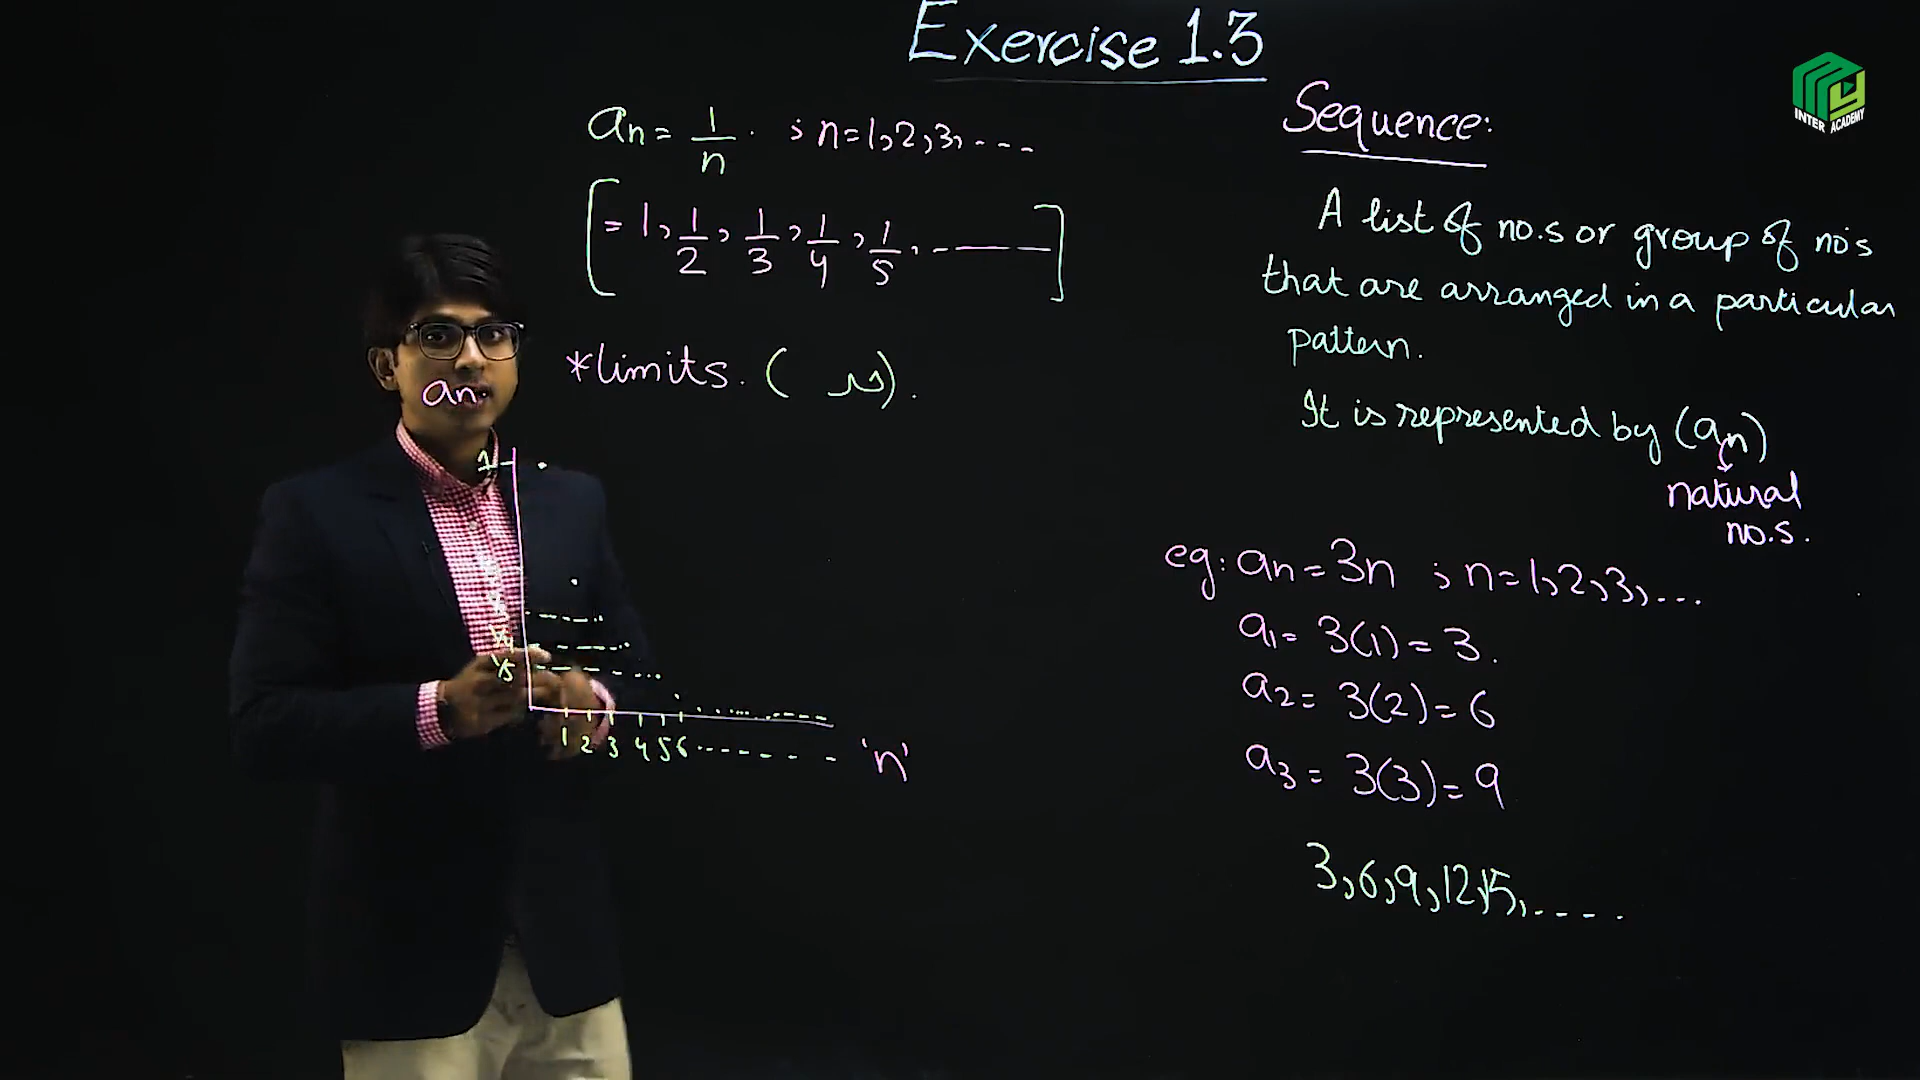 Exercise 1.3
an = 1/n ; n=1,2,3,....
[= 1, 1/2, 1/3, 1/4, 1/5, ------]
*limits. ( ).
an
1
1/4
1/5
1 2 3 4 5 6 ........
'n'
Sequence:
A list of no.s or group of no's
that are arranged in a particular
pattern.
It is represented by (an)
natural
no.s.
eg: an = 3n ; n=1,2,3,...
a1 = 3(1) = 3.
a2 = 3(2) = 6
a3 = 3(3) = 9
3,6,9,12,15,.----
INTER ACADEMY